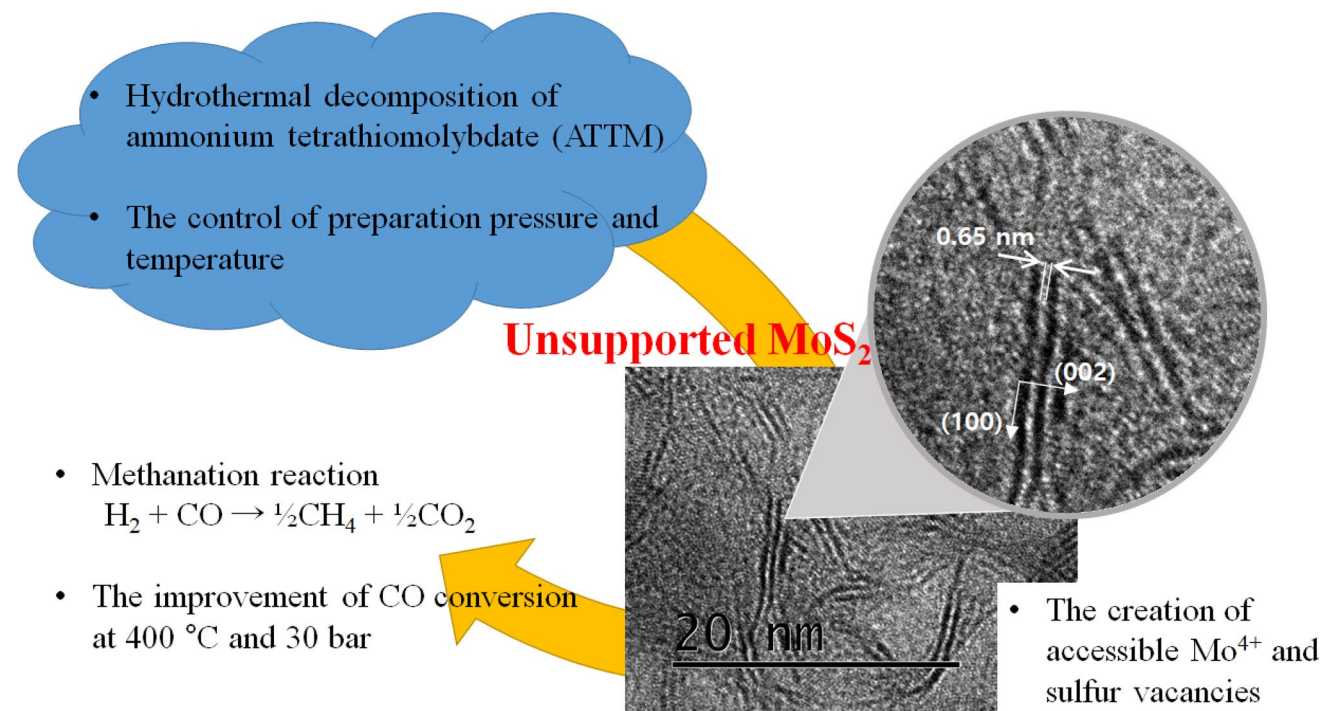 • Hydrothermal decomposition of
ammonium tetrathiomolybdate (ATTM)
• The control of preparation pressure and
temperature
Unsupported MoS₂
0.65 nm
(002)
(100)
• Methanation reaction
H₂ + CO → ½CH₄ + ½CO₂
• The improvement of CO conversion
at 400 °C and 30 bar
20 nm
• The creation of
accessible Mo⁴⁺ and
sulfur vacancies